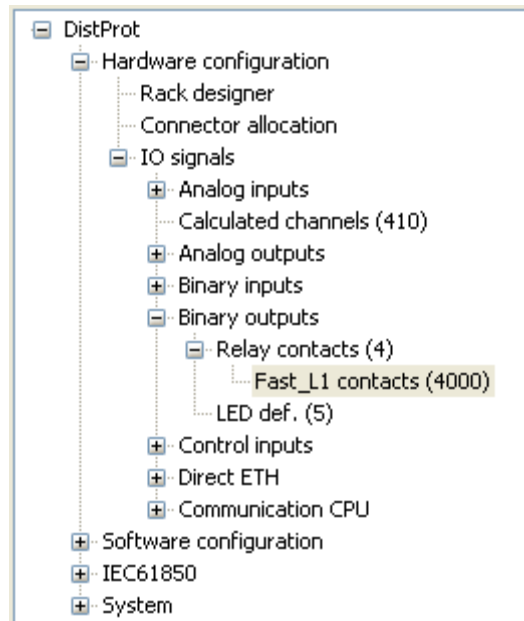 DistProt
Hardware configuration
Rack designer
Connector allocation
IO signals
Analog inputs
Calculated channels (410)
Analog outputs
Binary inputs
Binary outputs
Relay contacts (4)
Fast_L1 contacts (4000)
LED def. (5)
Control inputs
Direct ETH
Communication CPU
Software configuration
IEC61850
System